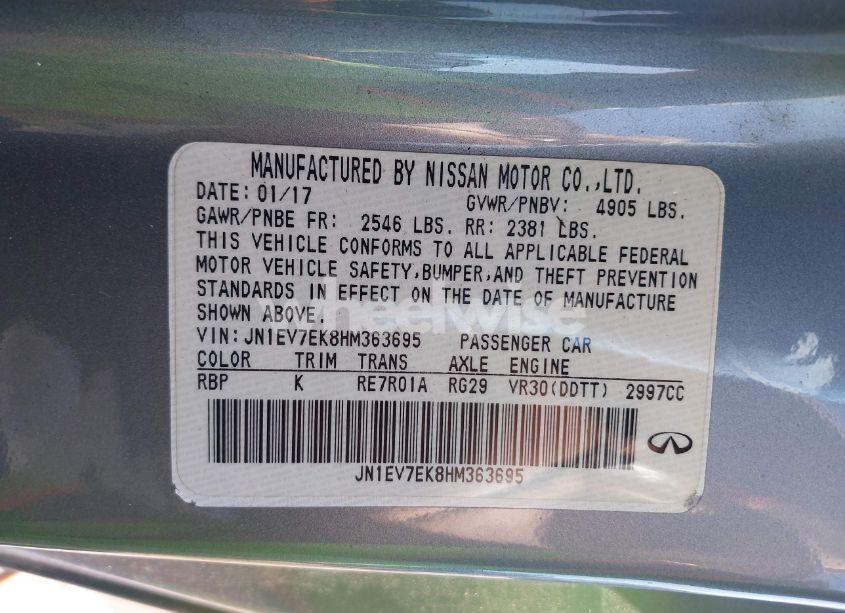 MANUFACTURED BY NISSAN MOTOR CO.,LTD.
DATE: 01/17 GVWR/PNBV: 4905 LBS.
GAWR/PNBE FR: 2546 LBS. RR: 2381 LBS.
THIS VEHICLE CONFORMS TO ALL APPLICABLE FEDERAL
MOTOR VEHICLE SAFETY,BUMPER,AND THEFT PREVENTION
STANDARDS IN EFFECT ON THE DATE OF MANUFACTURE
SHOWN ABOVE.
wheelwise
VIN:JN1EV7EK8HM363695 PASSENGER CAR
COLOR TRIM TRANS AXLE ENGINE
RBP K RE7R01A RG29 VR30(DDTT) 2997CC
JN1EV7EK8HM363695